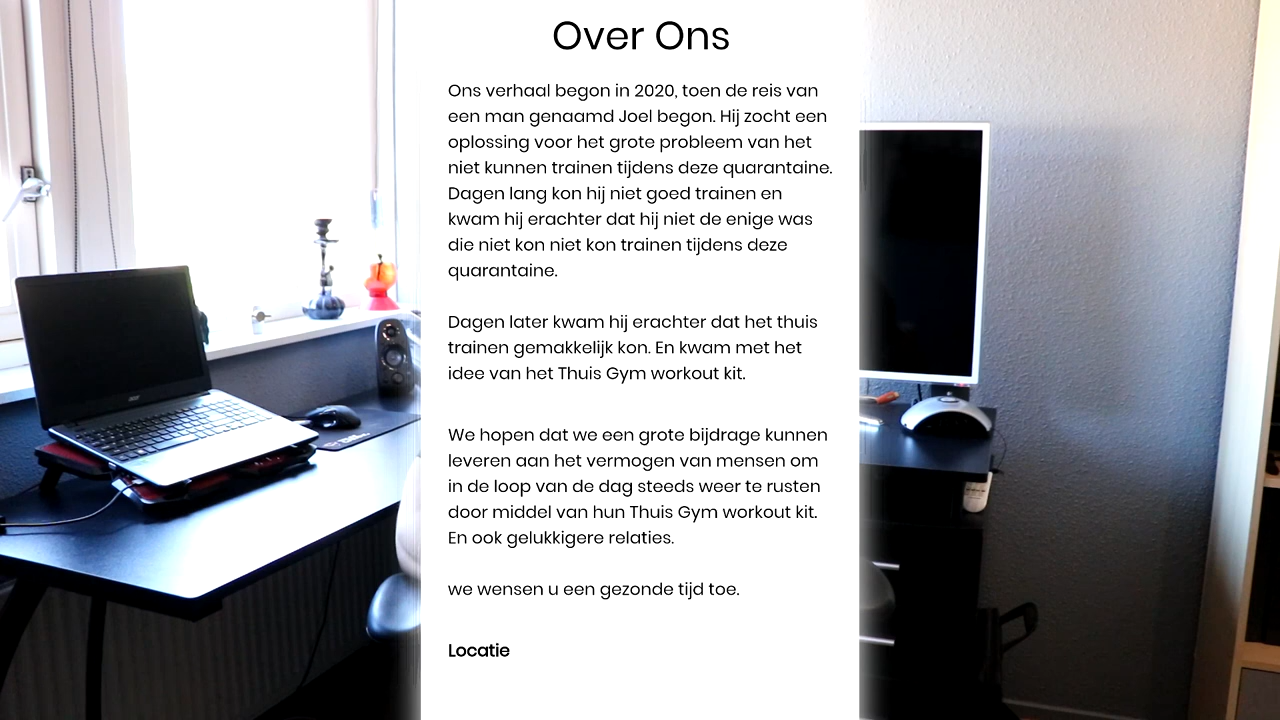 Over Ons
Ons verhaal begon in 2020, toen de reis van
een man genaamd Joel begon. Hij zocht een
oplossing voor het grote probleem van het
niet kunnen trainen tijdens deze quarantaine.
Dagen lang kon hij niet goed trainen en
kwam hij erachter dat hij niet de enige was
die niet kon niet kon trainen tijdens deze
quarantaine.
Dagen later kwam hij erachter dat het thuis
trainen gemakkelijk kon. En kwam met het
idee van het Thuis Gym workout kit.
We hopen dat we een grote bijdrage kunnen
leveren aan het vermogen van mensen om
in de loop van de dag steeds weer te rusten
door middel van hun Thuis Gym workout kit.
En ook gelukkigere relaties.
we wensen u een gezonde tijd toe.
Locatie